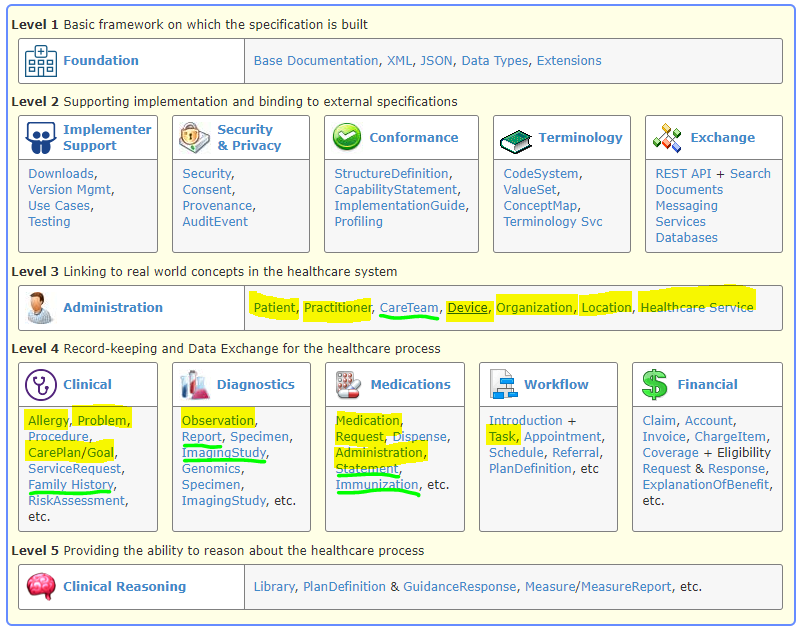 Level 1 Basic framework on which the specification is built
Foundation
Base Documentation, XML, JSON, Data Types, Extensions
Level 2 Supporting implementation and binding to external specifications
Implementer
Support
Downloads,
Version Mgmt,
Use Cases,
Testing
Security
& Privacy
Security,
Consent,
Provenance,
AuditEvent
Conformance
StructureDefinition,
CapabilityStatement,
ImplementationGuide,
Profiling
Terminology
CodeSystem,
ValueSet,
ConceptMap,
Terminology Svc
Exchange
REST API + Search
Documents
Messaging
Services
Databases
Level 3 Linking to real world concepts in the healthcare system
Administration
Patient, Practitioner, CareTeam, Device, Organization, Location, Healthcare Service
Level 4 Record-keeping and Data Exchange for the healthcare process
Clinical
Allergy, Problem,
Procedure,
CarePlan/Goal,
ServiceRequest,
Family History,
RiskAssessment,
etc.
Diagnostics
Observation,
Report, Specimen,
ImagingStudy,
Genomics,
Specimen,
ImagingStudy, etc.
Medications
Medication,
Request, Dispense,
Administration,
Statement,
Immunization, etc.
Workflow
Introduction +
Task, Appointment,
Schedule, Referral,
PlanDefinition, etc
Financial
Claim, Account,
Invoice, ChargeItem,
Coverage + Eligibility
Request & Response,
ExplanationOfBenefit,
etc.
Level 5 Providing the ability to reason about the healthcare process
Clinical Reasoning
Library, PlanDefinition & GuidanceResponse, Measure/MeasureReport, etc.